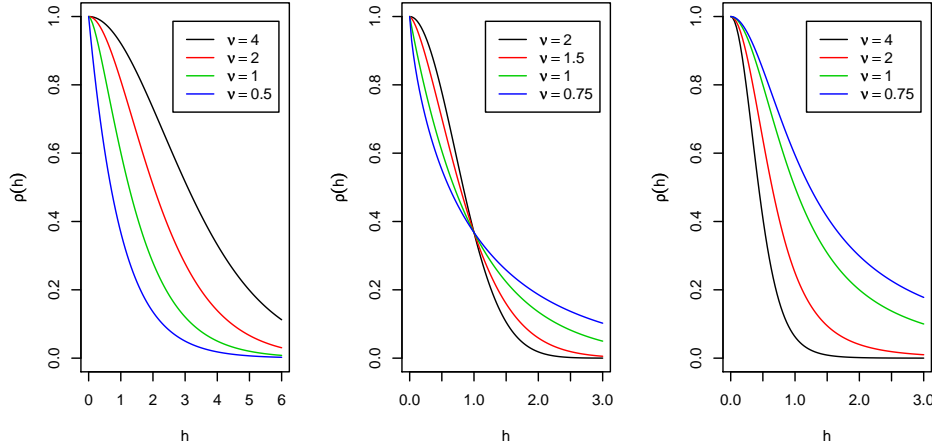 1.0
0.8
0.6
0.4
0.2
0.0
ρ(h)
ν = 4
ν = 2
ν = 1
ν = 0.5
0 1 2 3 4 5 6
h
1.0
0.8
0.6
0.4
0.2
0.0
ρ(h)
ν = 2
ν = 1.5
ν = 1
ν = 0.75
0.0 1.0 2.0 3.0
h
1.0
0.8
0.6
0.4
0.2
0.0
ρ(h)
ν = 4
ν = 2
ν = 1
ν = 0.75
0.0 1.0 2.0 3.0
h